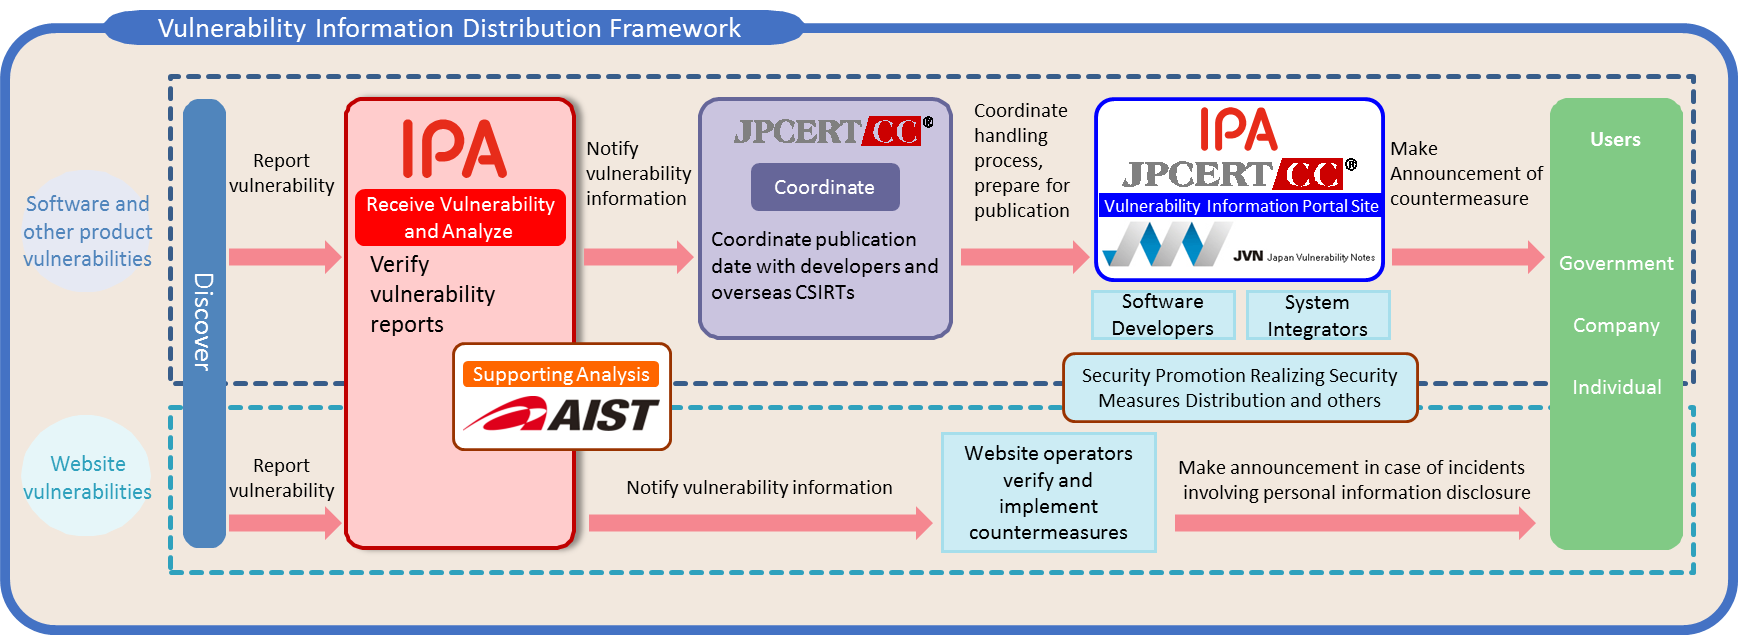 Vulnerability Information Distribution Framework
Software and
other product
vulnerabilities
Discover
Report
vulnerability
IPA
Receive Vulnerability
and Analyze
Verify
vulnerability
reports
Notify
vulnerability
information
JPCERT CC®
Coordinate
Coordinate publication
date with developers and
overseas CSIRTs
Coordinate
handling
process,
prepare for
publication
IPA
JPCERT CC®
Vulnerability Information Portal Site
JVN
JVN Japan Vulnerability Notes
Software
Developers
System
Integrators
Make
Announcement of
countermeasure
Users
Government
Company
Individual
Supporting Analysis
AIST
Security Promotion Realizing Security
Measures Distribution and others
Website
vulnerabilities
Report
vulnerability
Notify vulnerability information
Website operators
verify and
implement
countermeasures
Make announcement in case of incidents
involving personal information disclosure